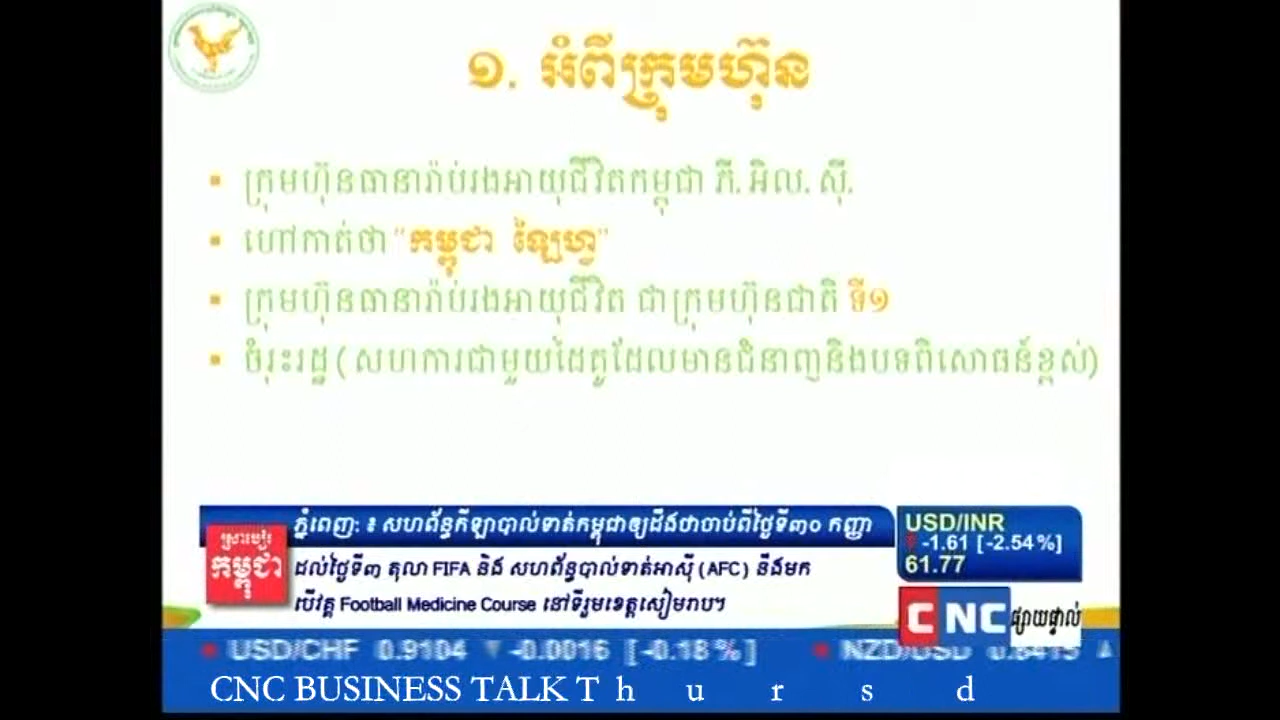 ១. អំពីក្រុមហ៊ុន
ក្រុមហ៊ុនធានារ៉ាប់រងអាយុជីវិតកម្ពុជា ភី. អិល. ស៊ី.
ហៅកាត់ថា "កម្ពុជា ឡៃហ្វ"
ក្រុមហ៊ុនធានារ៉ាប់រងអាយុជីវិត ជាក្រុមហ៊ុនជាតិ ទី១
ចំរុះរដ្ឋ ( សហការជាមួយដៃគូដែលមានជំនាញនិងបទពិសោធន៍ខ្ពស់)
ភ្នំពេញ: ៖ សហព័ន្ធកីឡាបាល់ទាត់កម្ពុជាឲ្យដឹងថាចាប់ពីថ្ងៃទី៣០ កញ្ញា
ដល់ថ្ងៃទី៣ តុលា FIFA និង សហព័ន្ធបាល់ទាត់អាស៊ី (AFC) នឹងមក
បើវគ្គ Football Medicine Course នៅទីរួមខេត្តសៀមរាប។
កម្ពុជា
USD/INR
▼ -1.61 [-2.54%]
61.77
CNC ផ្សាយផ្ទាល់
USD/CHF 0.9104 ▼ -0.0016 [-0.18%] NZD/USD
CNC BUSINESS TALK T h u r s d